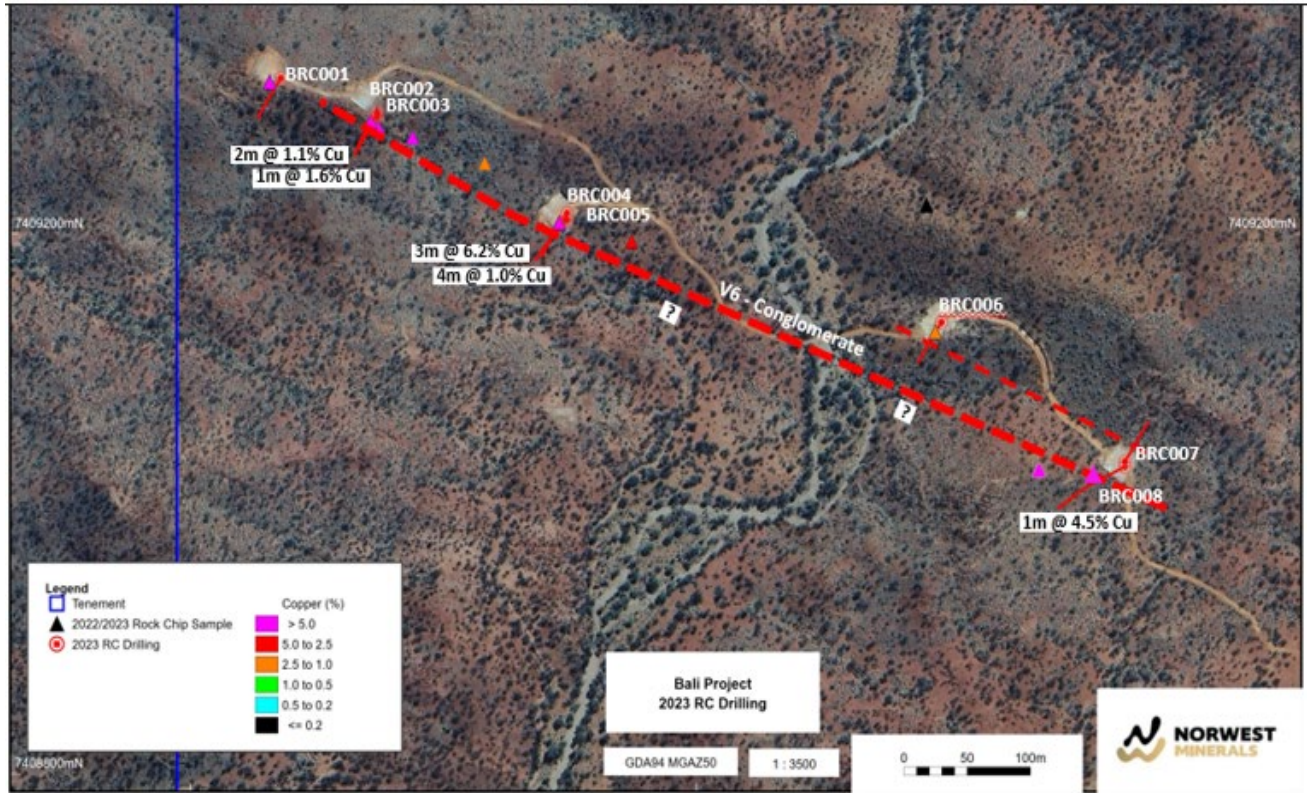 BRC001
BRC002
BRC003
2m @ 1.1% Cu
1m @ 1.6% Cu
BRC004
BRC005
7409200mN
7409200mN
3m @ 6.2% Cu
4m @ 1.0% Cu
V6 - Conglomerate
?
BRC006
?
BRC007
BRC008
1m @ 4.5% Cu
Legend
Tenement
2022/2023 Rock Chip Sample
2023 RC Drilling
Copper (%)
> 5.0
5.0 to 2.5
2.5 to 1.0
1.0 to 0.5
0.5 to 0.2
<= 0.2
7408800mN
Bali Project
2023 RC Drilling
GDA94 MGAZ50
1 : 3500
0 50 100m
NORWEST
MINERALS